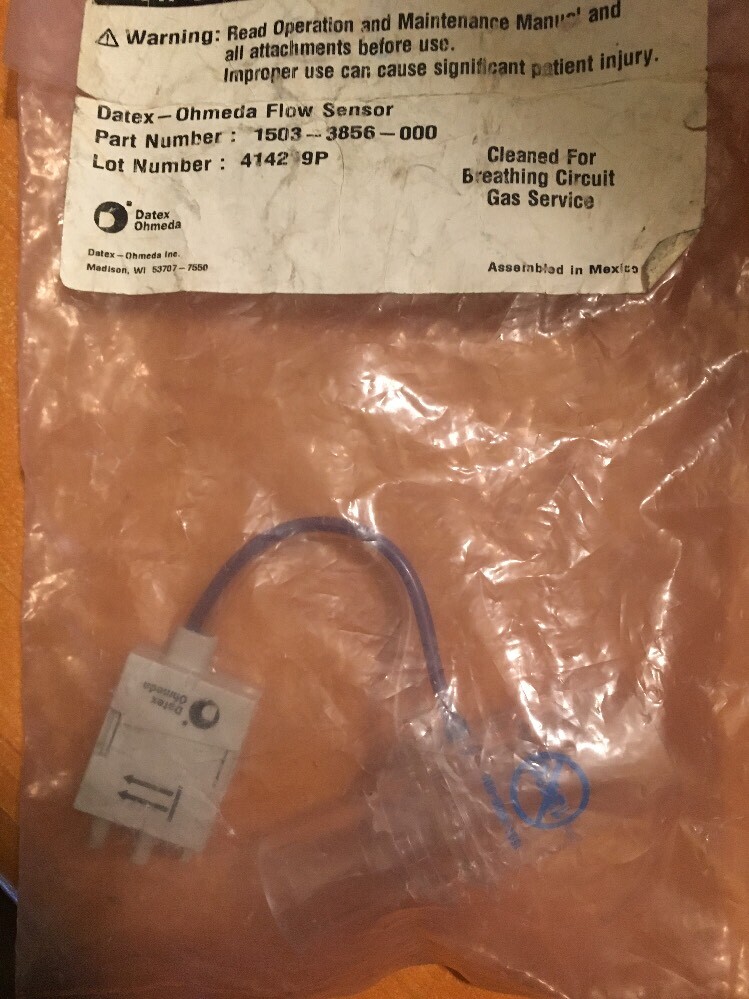 Warning: Read Operation and Maintenance Manual and
all attachments before use.
Improper use can cause significant patient injury.
Datex-Ohmeda Flow Sensor
Part Number: 1503-3856-000
Lot Number: 4142 9P
Cleaned For
Breathing Circuit
Gas Service
Datex
Ohmeda
Datex-Ohmeda Inc.
Madison, WI 53707-7550
Assembled in Mexico
Datex
Ohmeda